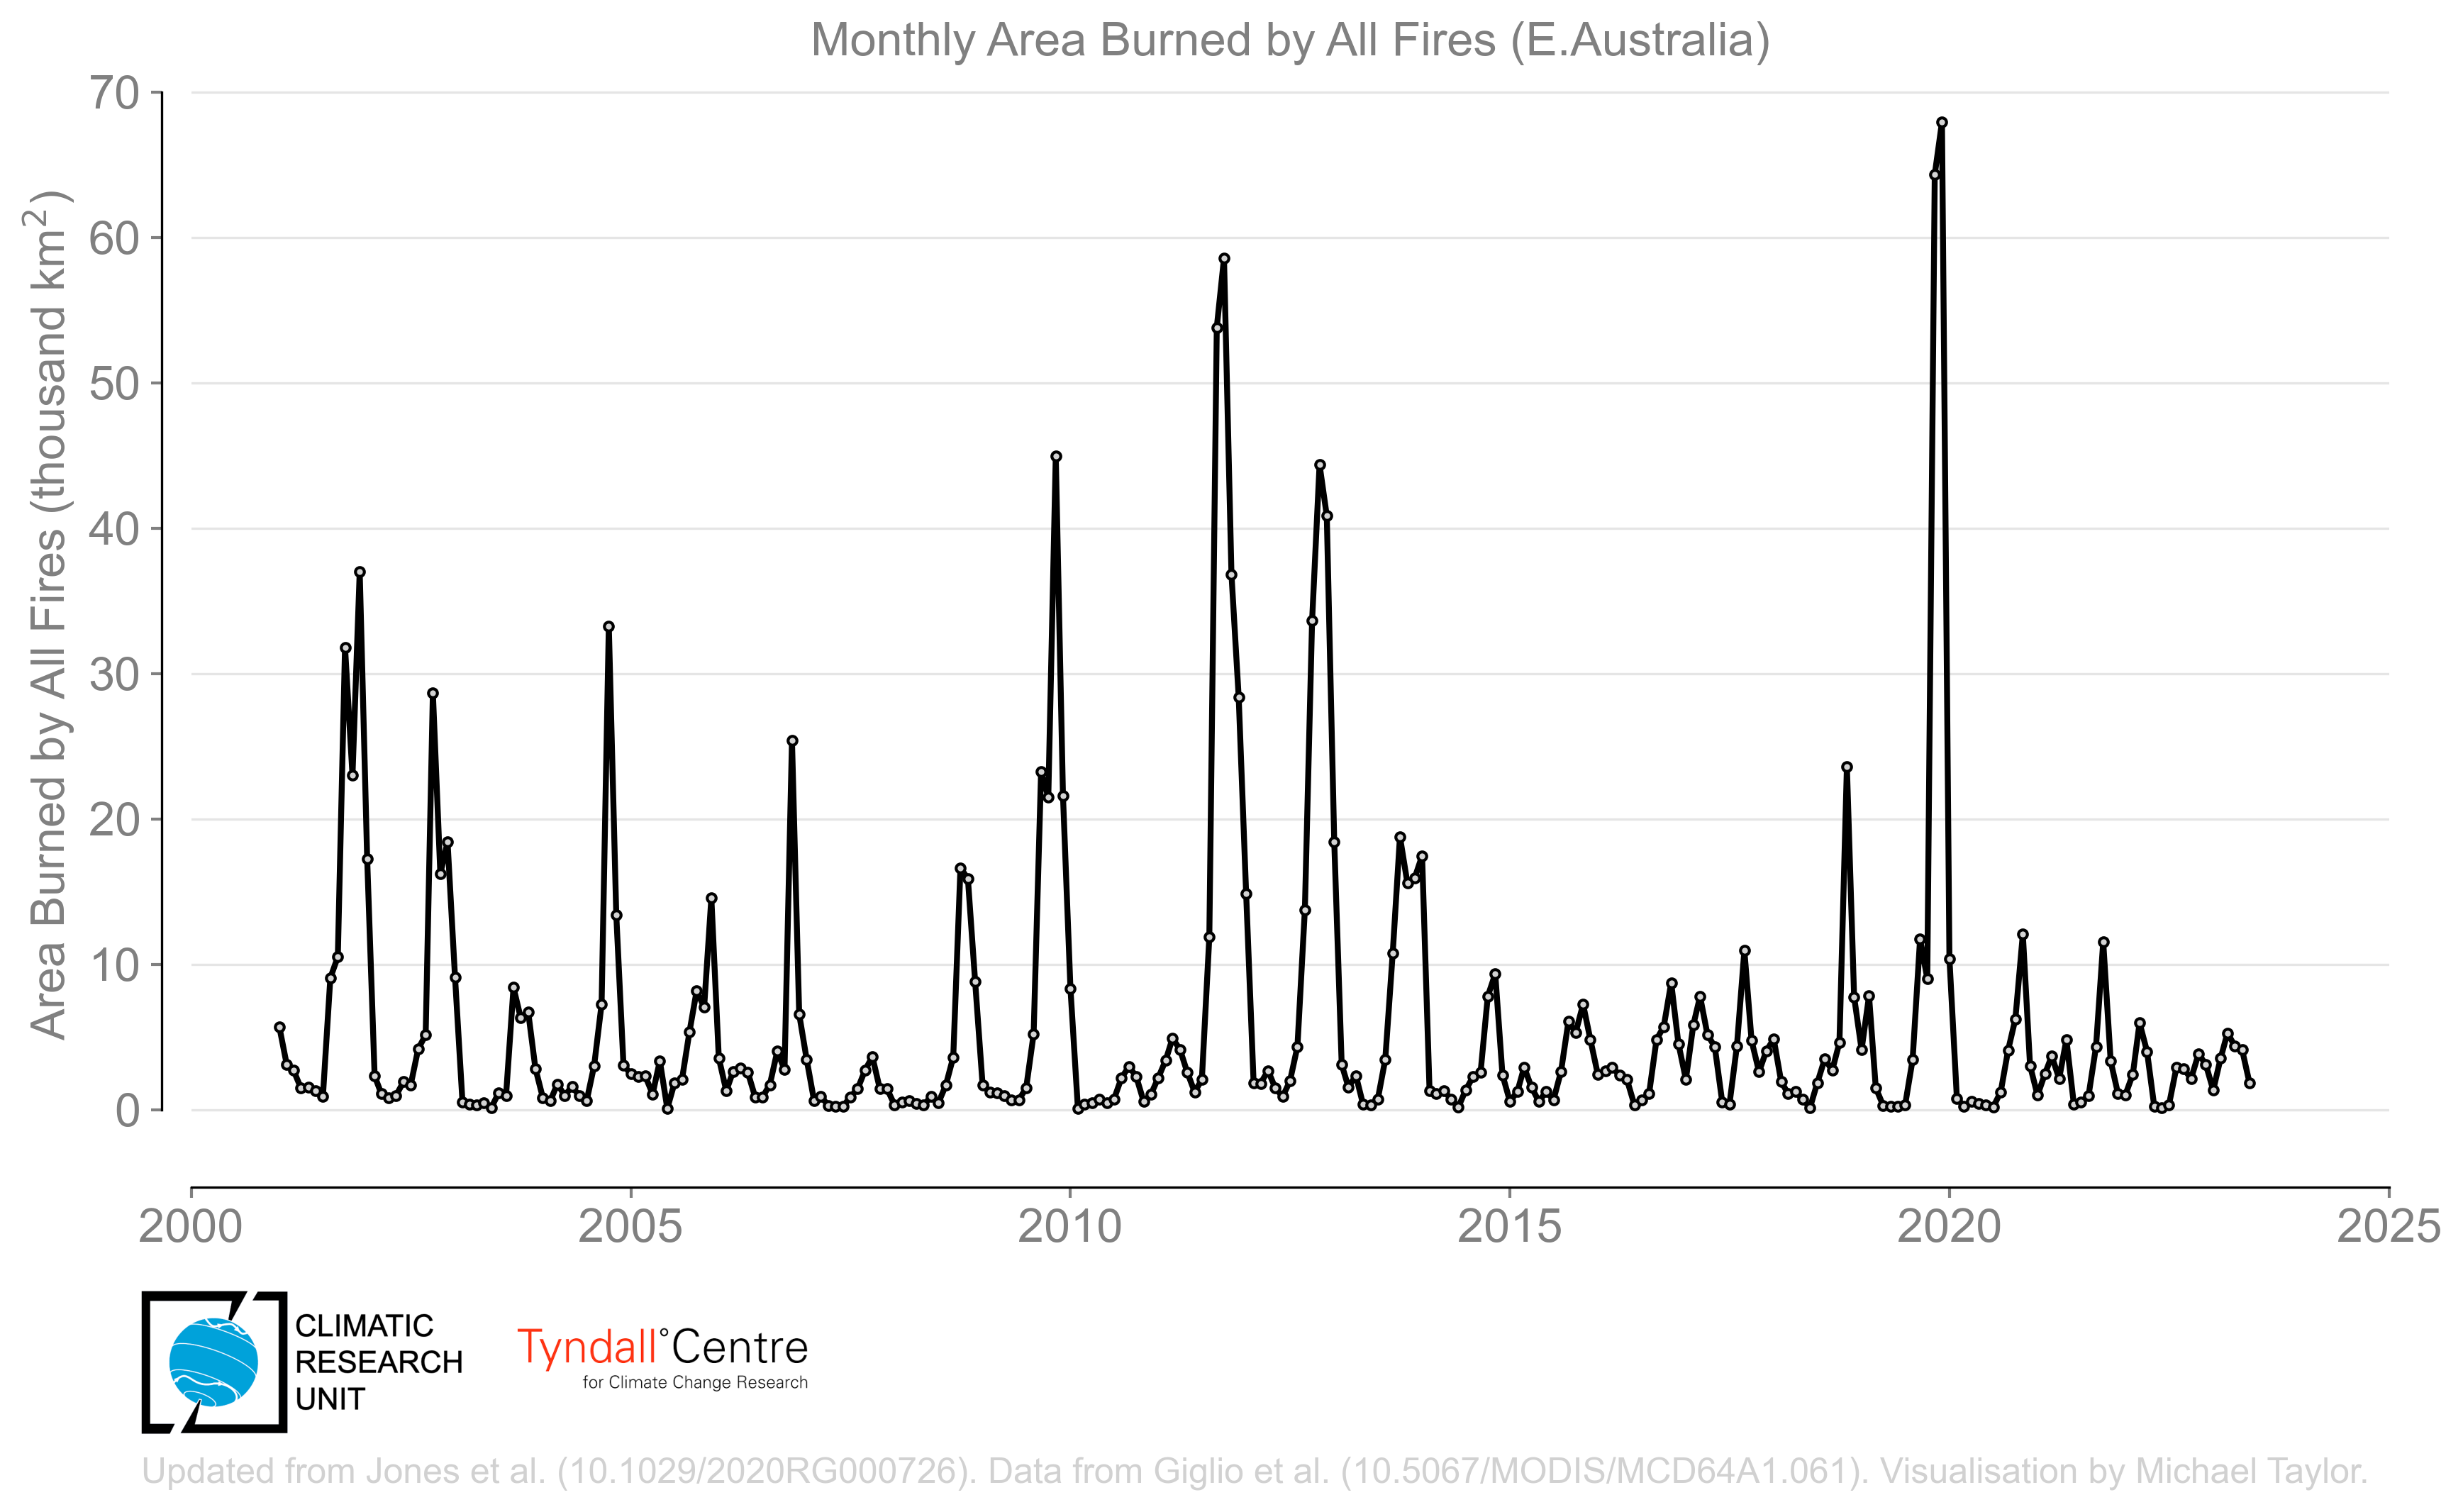 Monthly Area Burned by All Fires (E.Australia)
Area Burned by All Fires (thousand km²)
70
60
50
40
30
20
10
0
2000 2005 2010 2015 2020 2025
CLIMATIC
RESEARCH
UNIT
Tyndall°Centre
for Climate Change Research
Updated from Jones et al. (10.1029/2020RG000726). Data from Giglio et al. (10.5067/MODIS/MCD64A1.061). Visualisation by Michael Taylor.